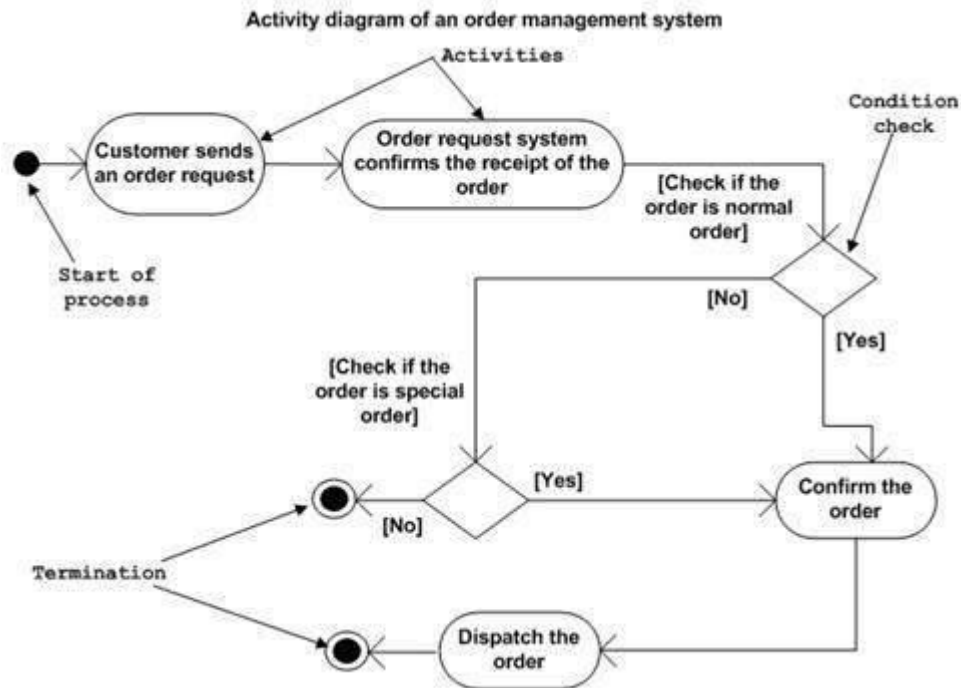 Activity diagram of an order management system
Activities
Condition
check
Customer sends
an order request
Order request system
confirms the receipt of the
order
[Check if the
order is normal
order]
Start of
process
[No]
[Yes]
[Check if the
order is special
order]
[Yes]
[No]
Confirm the
order
Termination
Dispatch the
order